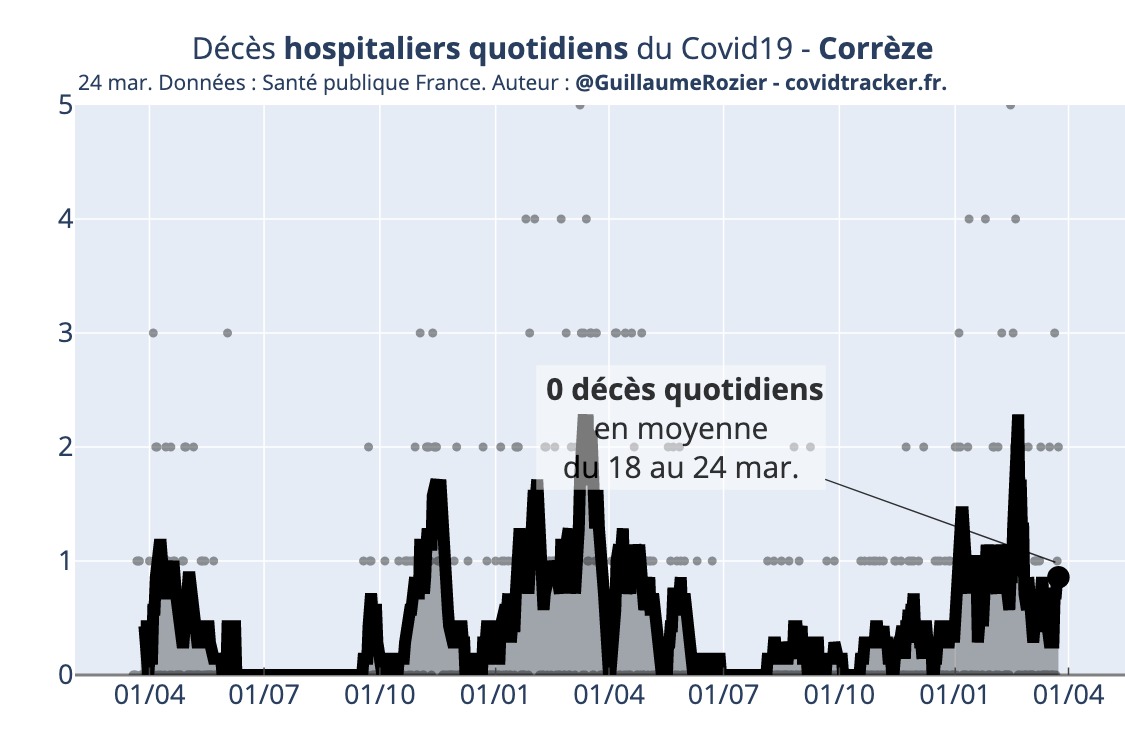 Décès hospitaliers quotidiens du Covid19 - Corrèze
24 mar. Données : Santé publique France. Auteur : @GuillaumeRozier - covidtracker.fr.
5
4
3
0 décès quotidiens
en moyenne
2
du 18 au 24 mar.
1
0
01/04 01/07 01/10 01/01 01/04 01/07 01/10 01/01 01/04